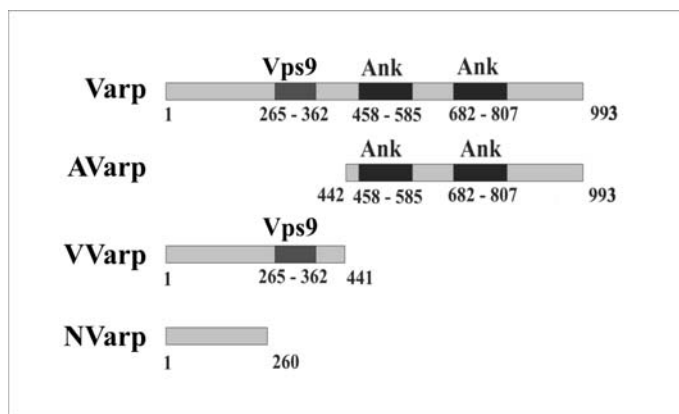 Vps9 Ank Ank
Varp
1 265 - 362 458 - 585 682 - 807 993
Ank Ank
AVarp
442 458 - 585 682 - 807 993
Vps9
VVarp
1 265 - 362 441
NVarp
1 260